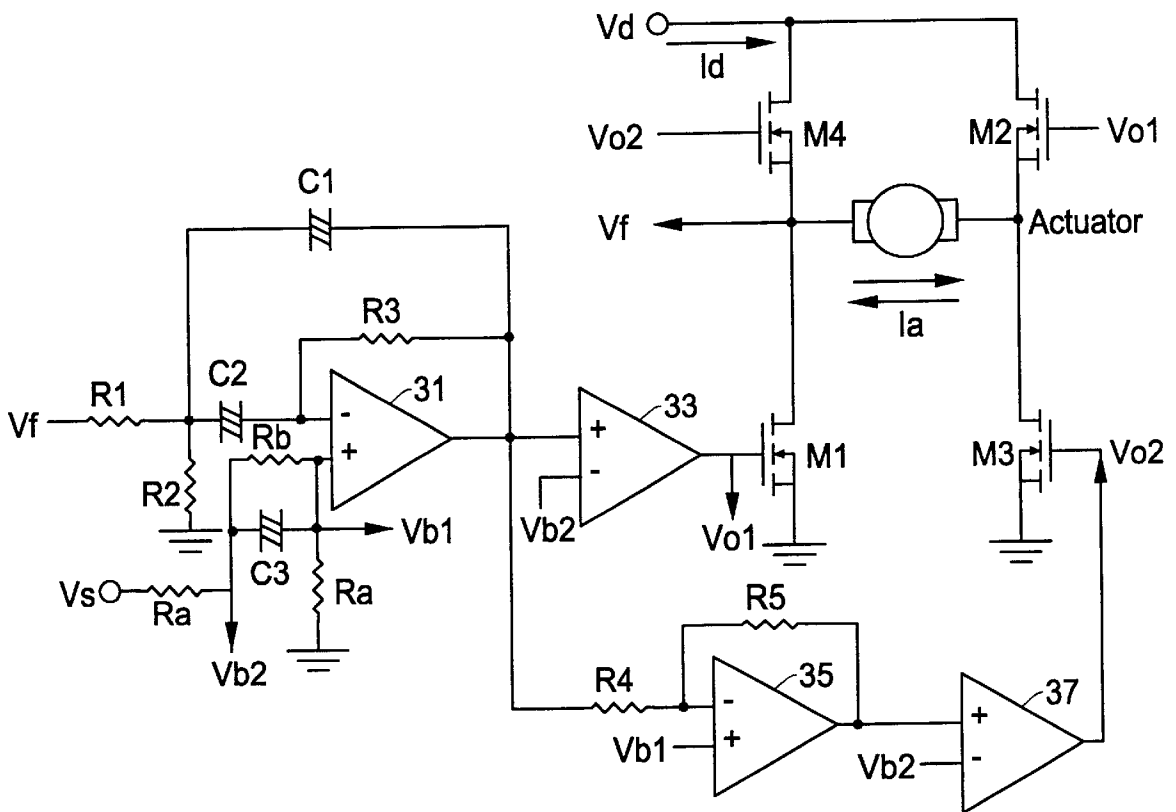 Vd
Id
Vo2
M4
M2
Vo1
C1
Vf
Actuator
Ia
R3
R1
C2
31
Vf
33
Rb
M1
M3
Vo2
R2
Vb1
Vb2
Vo1
C3
Vs
Ra
Ra
R5
Vb2
R4
35
37
Vb1
Vb2
-
+
+
-
-
+
+
-